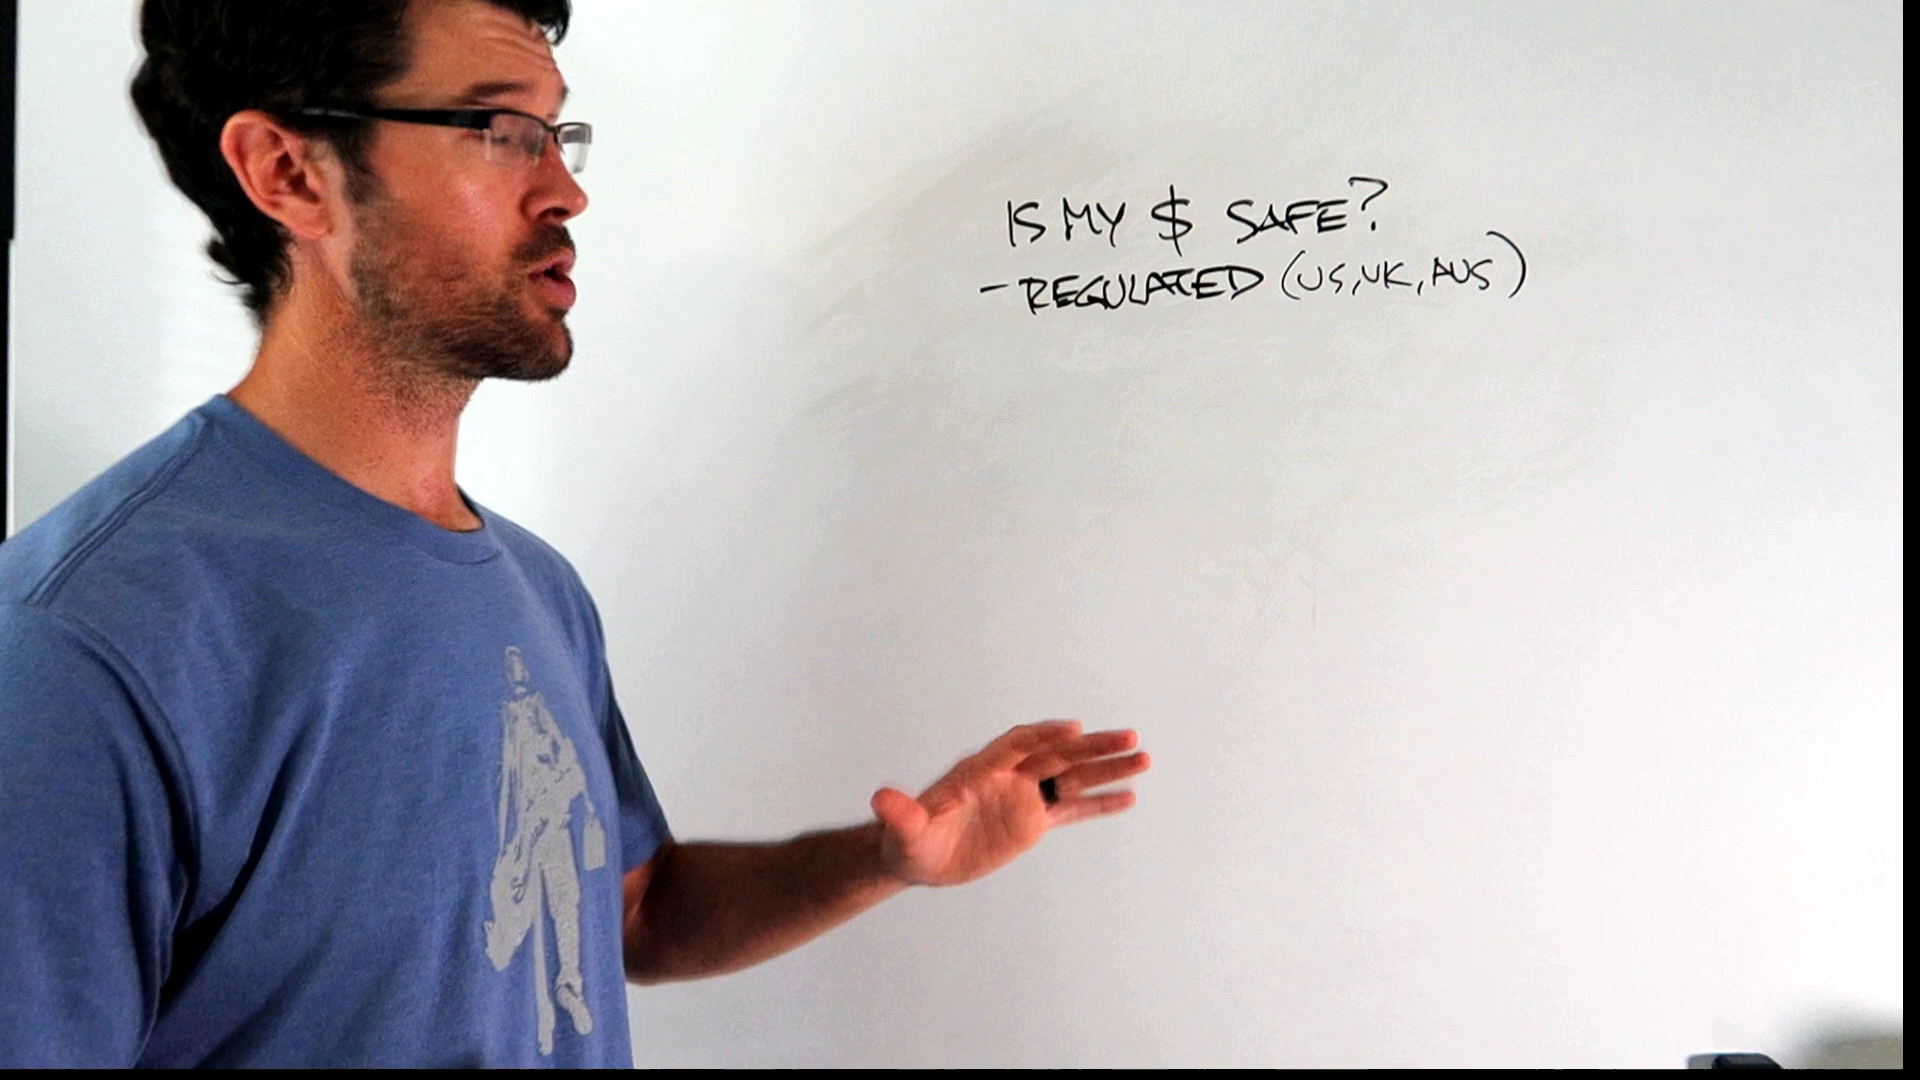 IS MY $ SAFE?
- REGULATED (US, UK, AUS)